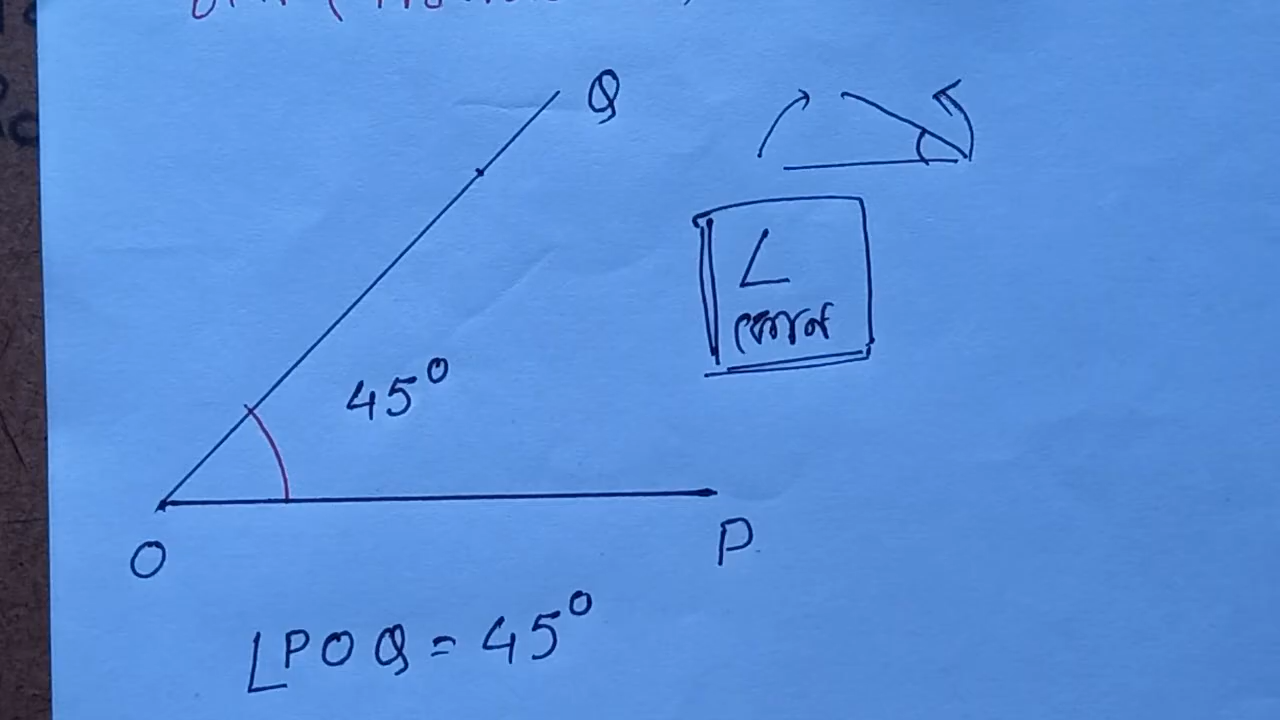 Q
∠
45°
O
P
∠POQ = 45°